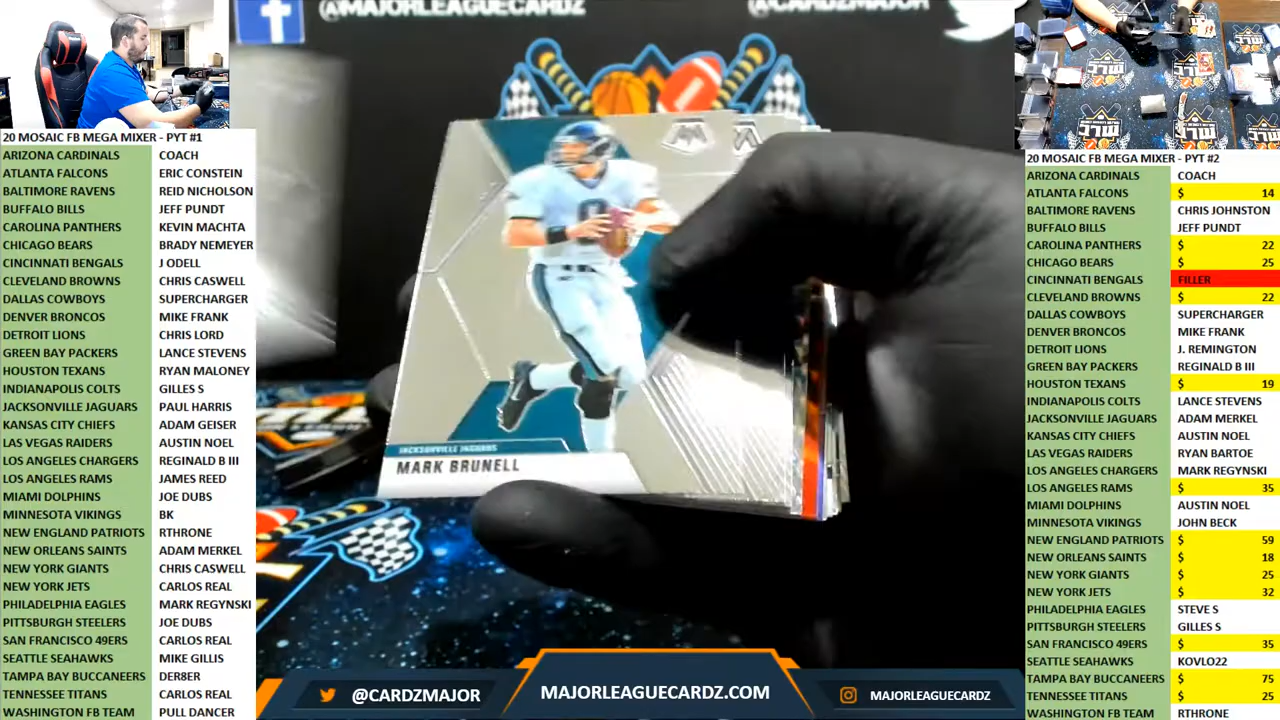 @MAJORLEAGUECARDZ
@CARDZMAJOR
20 MOSAIC FB MEGA MIXER - PYT #1
ARIZONA CARDINALS COACH
ATLANTA FALCONS ERIC CONSTEIN
BALTIMORE RAVENS REID NICHOLSON
BUFFALO BILLS JEFF PUNDT
CAROLINA PANTHERS KEVIN MACHTA
CHICAGO BEARS BRADY NEMEYER
CINCINNATI BENGALS J ODELL
CLEVELAND BROWNS CHRIS CASWELL
DALLAS COWBOYS SUPERCHARGER
DENVER BRONCOS MIKE FRANK
DETROIT LIONS CHRIS LORD
GREEN BAY PACKERS LANCE STEVENS
HOUSTON TEXANS RYAN MALONEY
INDIANAPOLIS COLTS GILLES S
JACKSONVILLE JAGUARS PAUL HARRIS
KANSAS CITY CHIEFS ADAM GEISER
LAS VEGAS RAIDERS AUSTIN NOEL
LOS ANGELES CHARGERS REGINALD B III
LOS ANGELES RAMS JAMES REED
MIAMI DOLPHINS JOE DUBS
MINNESOTA VIKINGS BK
NEW ENGLAND PATRIOTS RTHRONE
NEW ORLEANS SAINTS ADAM MERKEL
NEW YORK GIANTS CHRIS CASWELL
NEW YORK JETS CARLOS REAL
PHILADELPHIA EAGLES MARK REGYNSKI
PITTSBURGH STEELERS JOE DUBS
SAN FRANCISCO 49ERS CARLOS REAL
SEATTLE SEAHAWKS MIKE GILLIS
TAMPA BAY BUCCANEERS DER8ER
TENNESSEE TITANS CARLOS REAL
WASHINGTON FB TEAM PULL DANCER
JACKSONVILLE JAGUARS
MARK BRUNELL
@CARDZMAJOR
MAJORLEAGUECARDZ.COM
MAJORLEAGUECARDZ
20 MOSAIC FB MEGA MIXER - PYT #2
ARIZONA CARDINALS COACH
ATLANTA FALCONS $ 14
BALTIMORE RAVENS CHRIS JOHNSTON
BUFFALO BILLS JEFF PUNDT
CAROLINA PANTHERS $ 22
CHICAGO BEARS $ 25
CINCINNATI BENGALS FILLER
CLEVELAND BROWNS $ 22
DALLAS COWBOYS SUPERCHARGER
DENVER BRONCOS MIKE FRANK
DETROIT LIONS J. REMINGTON
GREEN BAY PACKERS REGINALD B III
HOUSTON TEXANS $ 19
INDIANAPOLIS COLTS LANCE STEVENS
JACKSONVILLE JAGUARS ADAM MERKEL
KANSAS CITY CHIEFS AUSTIN NOEL
LAS VEGAS RAIDERS RYAN BARTOE
LOS ANGELES CHARGERS MARK REGYNSKI
LOS ANGELES RAMS $ 35
MIAMI DOLPHINS AUSTIN NOEL
MINNESOTA VIKINGS JOHN BECK
NEW ENGLAND PATRIOTS $ 59
NEW ORLEANS SAINTS $ 18
NEW YORK GIANTS $ 25
NEW YORK JETS $ 32
PHILADELPHIA EAGLES STEVE S
PITTSBURGH STEELERS GILLES S
SAN FRANCISCO 49ERS $ 35
SEATTLE SEAHAWKS KOVLO22
TAMPA BAY BUCCANEERS $ 75
TENNESSEE TITANS $ 25
WASHINGTON FB TEAM RTHRONE